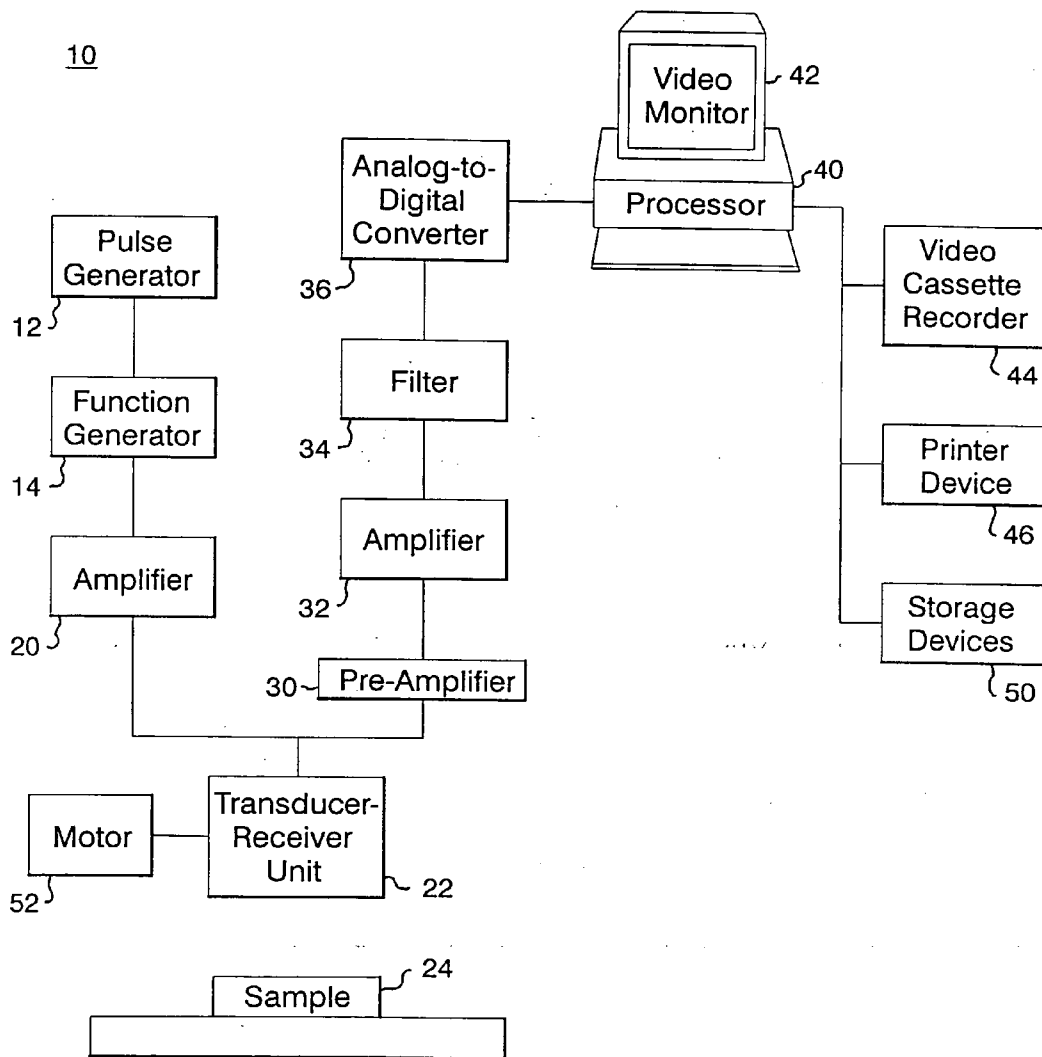 10
Video
Monitor
42
Analog-to-
Digital
Converter
36
Processor
40
Pulse
Generator
12
Video
Cassette
Recorder
44
Function
Generator
14
Filter
34
Printer
Device
46
Amplifier
20
Amplifier
32
Storage
Devices
50
30
Pre-Amplifier
Motor
52
Transducer-
Receiver
Unit
22
Sample
24